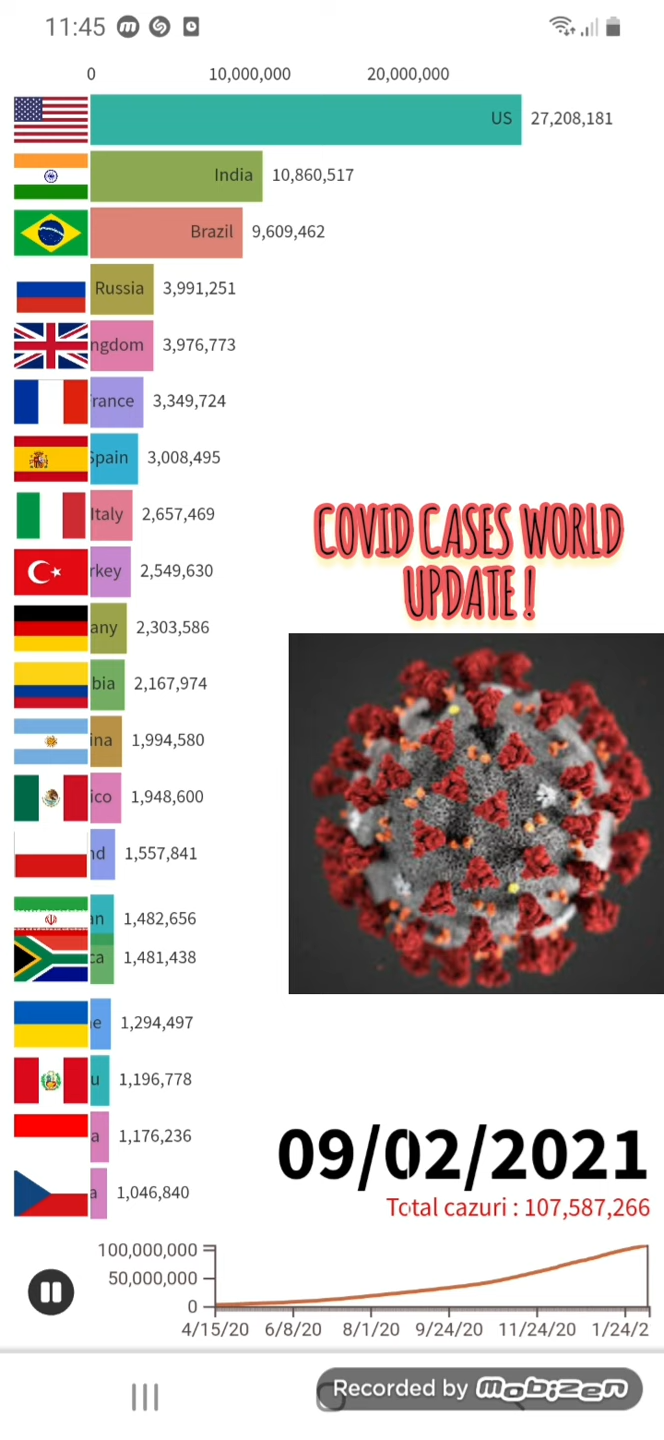 11:45
0 10,000,000 20,000,000
US 27,208,181
India 10,860,517
Brazil 9,609,462
Russia 3,991,251
ngdom 3,976,773
rance 3,349,724
Spain 3,008,495
Italy 2,657,469
rkey 2,549,630
any 2,303,586
bia 2,167,974
ina 1,994,580
ico 1,948,600
nd 1,557,841
an 1,482,656
ca 1,481,438
e 1,294,497
u 1,196,778
a 1,176,236
a 1,046,840
COVID CASES WORLD
UPDATE !
09/02/2021
Total cazuri : 107,587,266
100,000,000
50,000,000
0
4/15/20 6/8/20 8/1/20 9/24/20 11/24/20 1/24/2
Recorded by mobizen